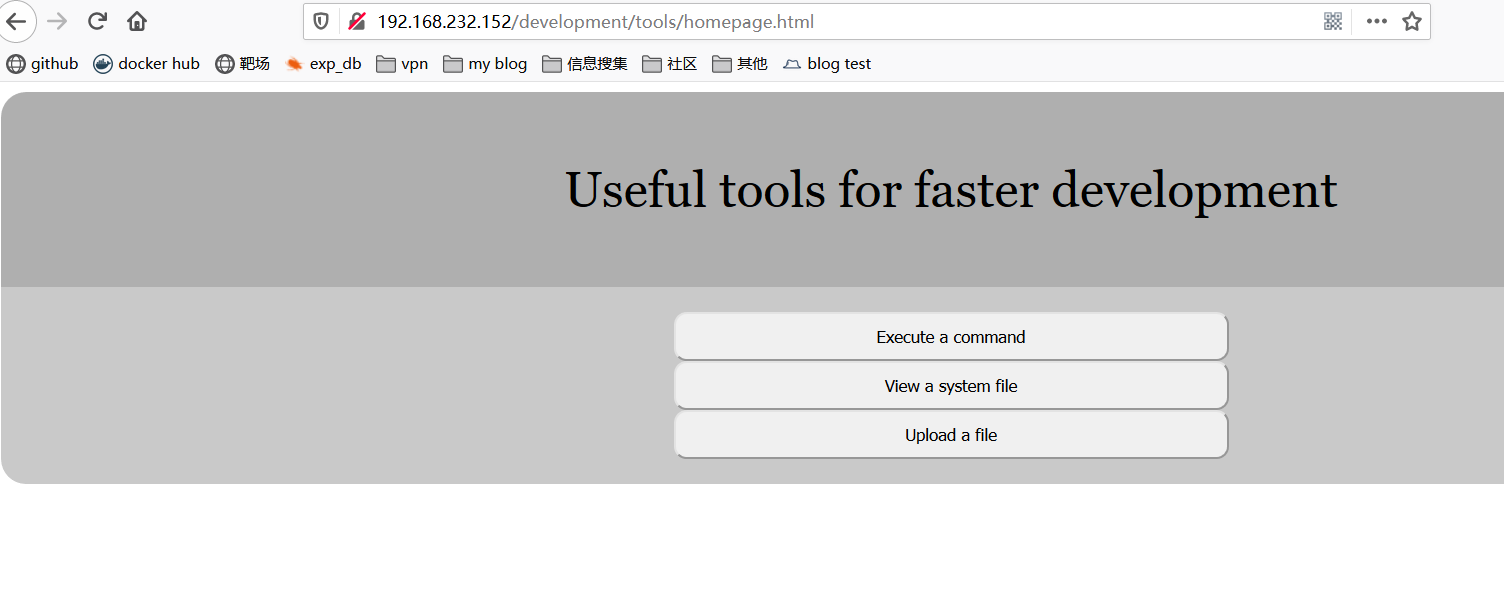 192.168.232.152/development/tools/homepage.html
github docker hub 靶场 exp_db vpn my blog 信息搜集 社区 其他 blog test
Useful tools for faster development
Execute a command
View a system file
Upload a file